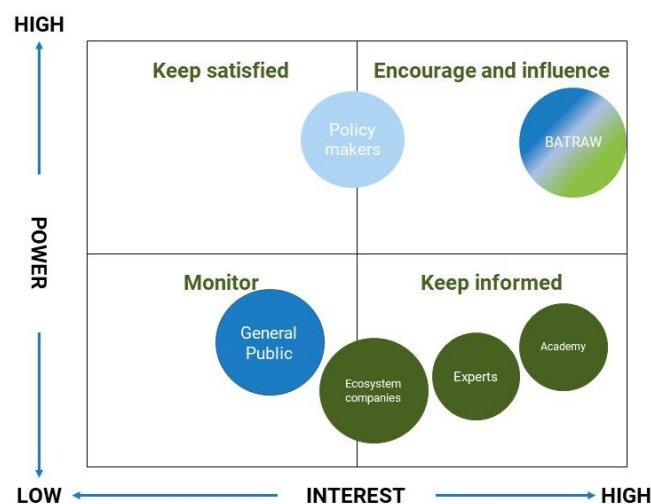 HIGH
Keep satisfied
Encourage and influence
Policy
makers
BATRAW
POWER
Monitor
Keep informed
General
Public
Ecosystem
companies
Experts
Academy
LOW
INTEREST
HIGH